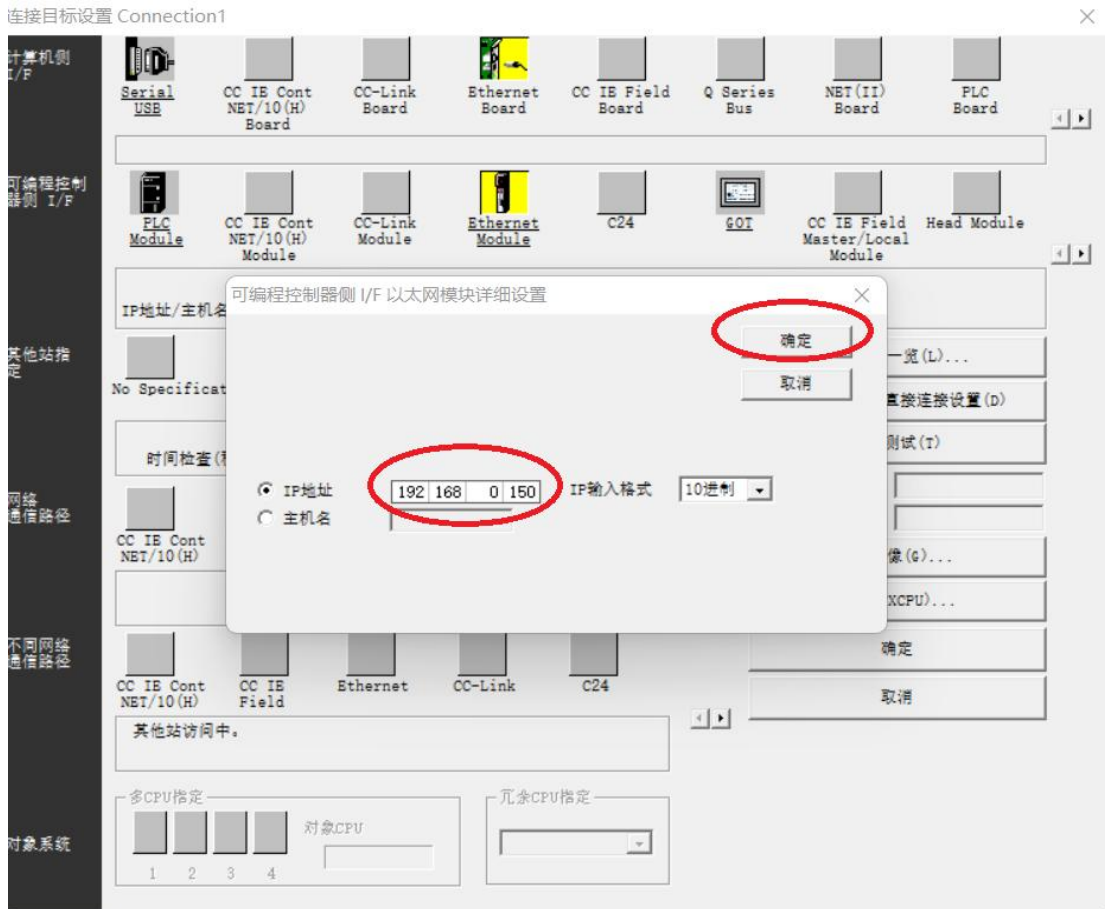 连接目标设置 Connection1
计算机侧
I/F
Serial
USB
CC IE Cont
NET/10(H)
Board
CC-Link
Board
Ethernet
Board
CC IE Field
Board
Q Series
Bus
NET(II)
Board
PLC
Board
可编程控制
器侧 I/F
PLC
Module
CC IE Cont
NET/10(H)
Module
CC-Link
Module
Ethernet
Module
C24
GOT
CC IE Field
Master/Local
Module
Head Module
IP地址/主机名
可编程控制器侧 I/F 以太网模块详细设置
确定
取消
IP地址
192 168 0 150
IP输入格式
10进制
主机名
其他站指
定
No Specificat
一览(L)...
直接连接设置(D)
测试(T)
时间检查(
网络
通信路径
CC IE Cont
NET/10(H)
像(G)...
XCPU)...
不同网络
通信路径
CC IE Cont
NET/10(H)
CC IE
Field
Ethernet
CC-Link
C24
确定
取消
其他站访问中。
对象系统
多CPU指定
1 2 3 4
对象CPU
冗余CPU指定